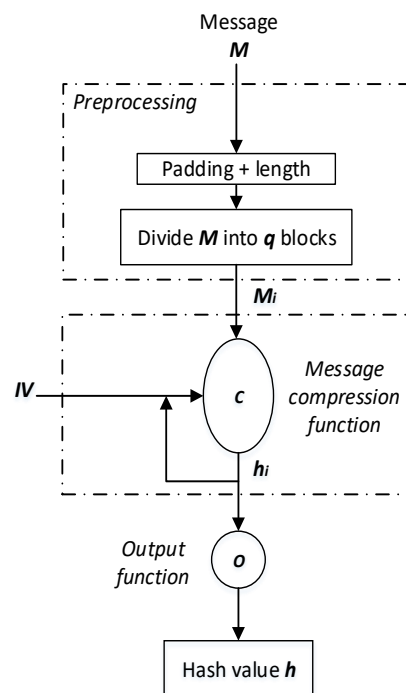 Message
M
Preprocessing
Padding + length
Divide M into q blocks
Mi
IV
c
Message
compression
function
hi
Output
function
o
Hash value h